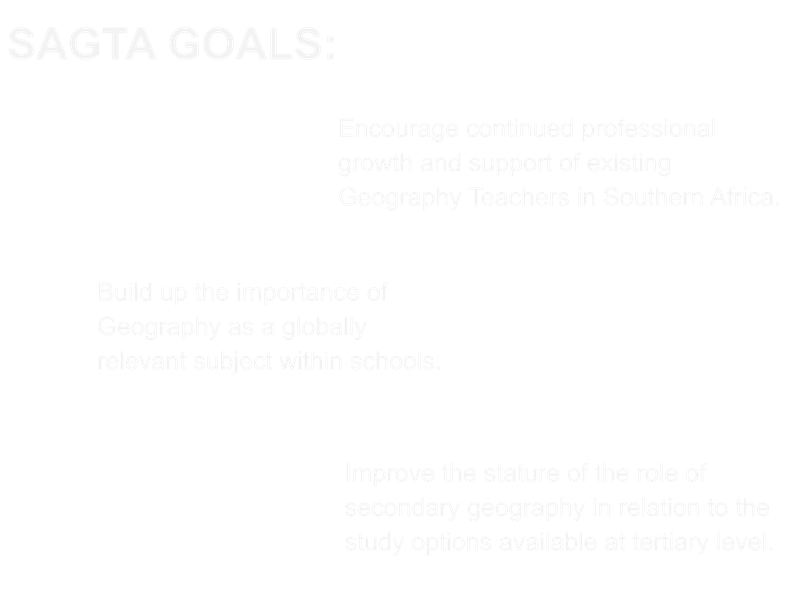 SAGTA GOALS:
Encourage continued professional
growth and support of existing
Geography Teachers in Southern Africa.
Build up the importance of
Geography as a globally
relevant subject within schools.
Improve the stature of the role of
secondary geography in relation to the
study options available at tertiary level.